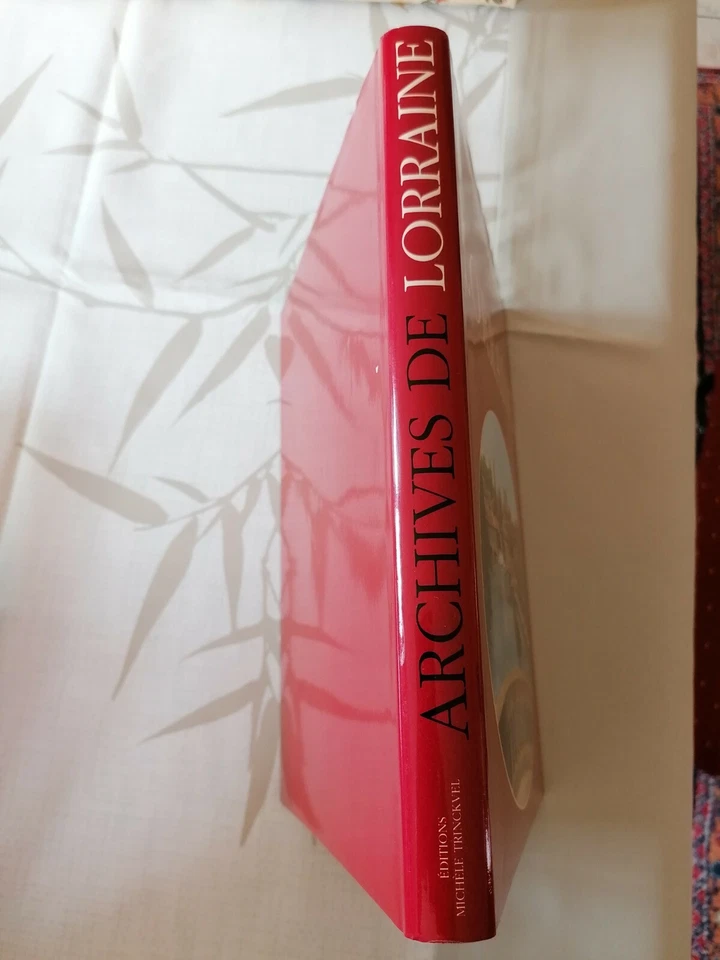 ARCHIVES DE LORRAINE
ÉDITIONS
MICHÈLE TRINCKVEL